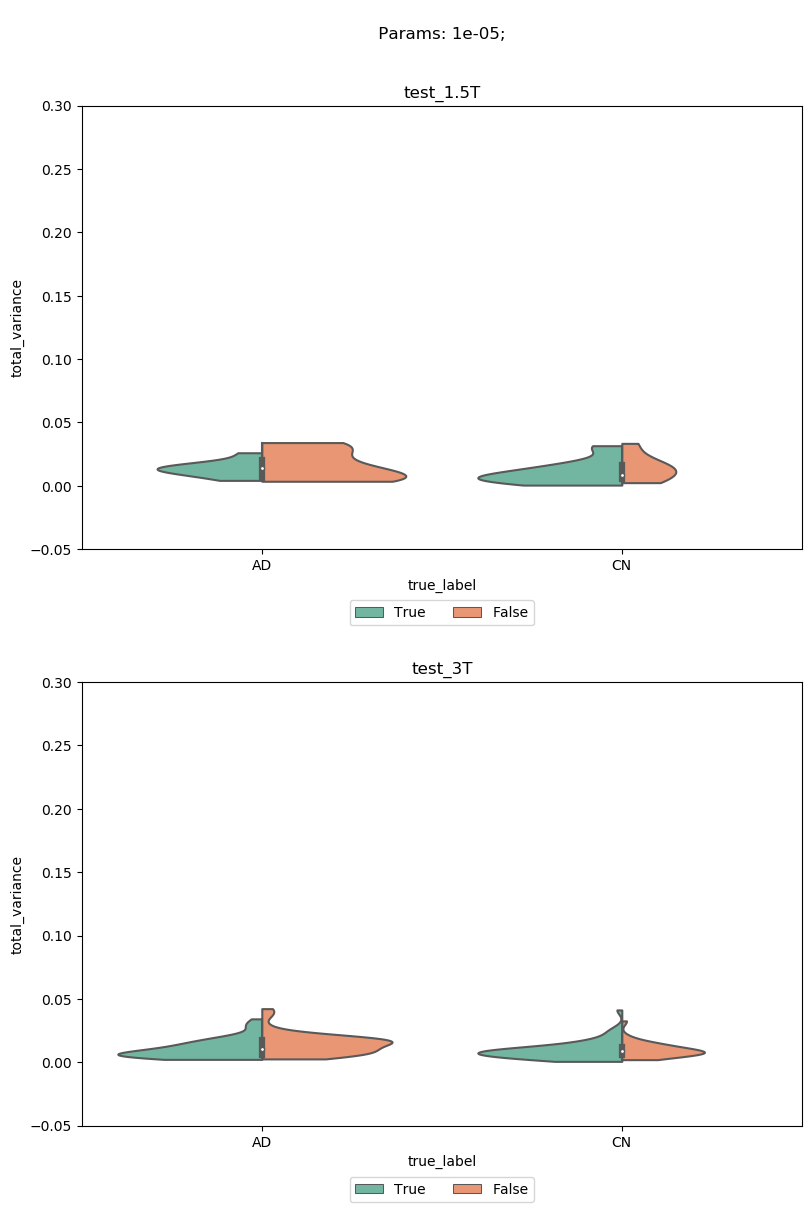 Params: 1e-05;
test_1.5T
0.30
0.25
0.20
0.15
0.10
0.05
0.00
−0.05
total_variance
AD CN
true_label
True False
test_3T
0.30
0.25
0.20
0.15
0.10
0.05
0.00
−0.05
total_variance
AD CN
true_label
True False